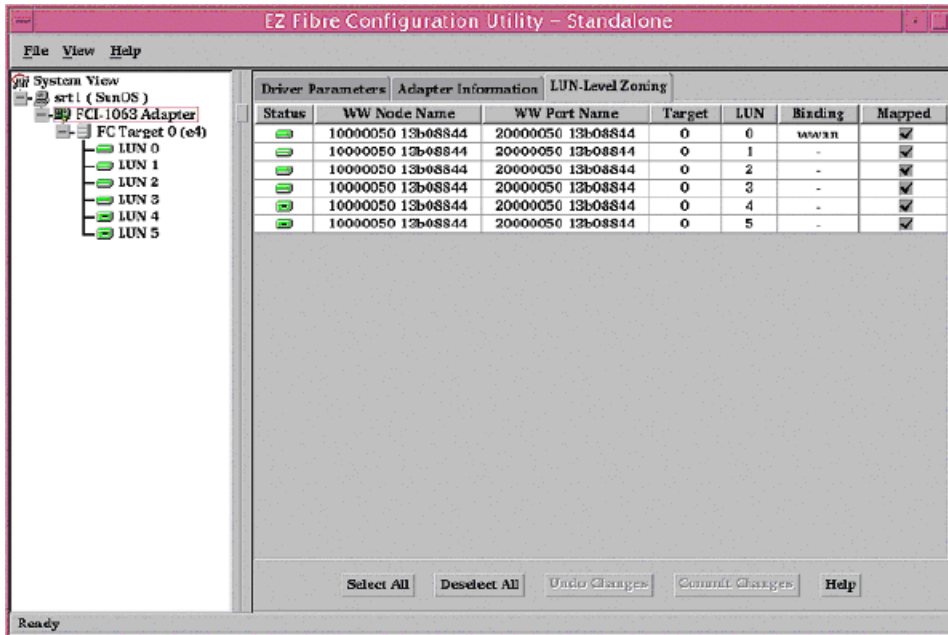 EZ Fibre Configuration Utility – Standalone
File View Help
System View
srt1 ( SunOS )
FCI-1063 Adapter
FC Target 0 (e4)
LUN 0
LUN 1
LUN 2
LUN 3
LUN 4
LUN 5
Driver Parameters Adapter Information LUN-Level Zoning
Status WW Node Name WW Port Name Target LUN Binding Mapped
10000050 13b08844 20000050 13b08844 0 0 wwnn
10000050 13b08844 20000050 13b08844 0 1 -
10000050 13b08844 20000050 13b08844 0 2 -
10000050 13b08844 20000050 13b08844 0 3 -
10000050 13b08844 20000050 13b08844 0 4 -
10000050 13b08844 20000050 13b08844 0 5 -
Select All Deselect All Undo Changes Commit Changes Help
Ready